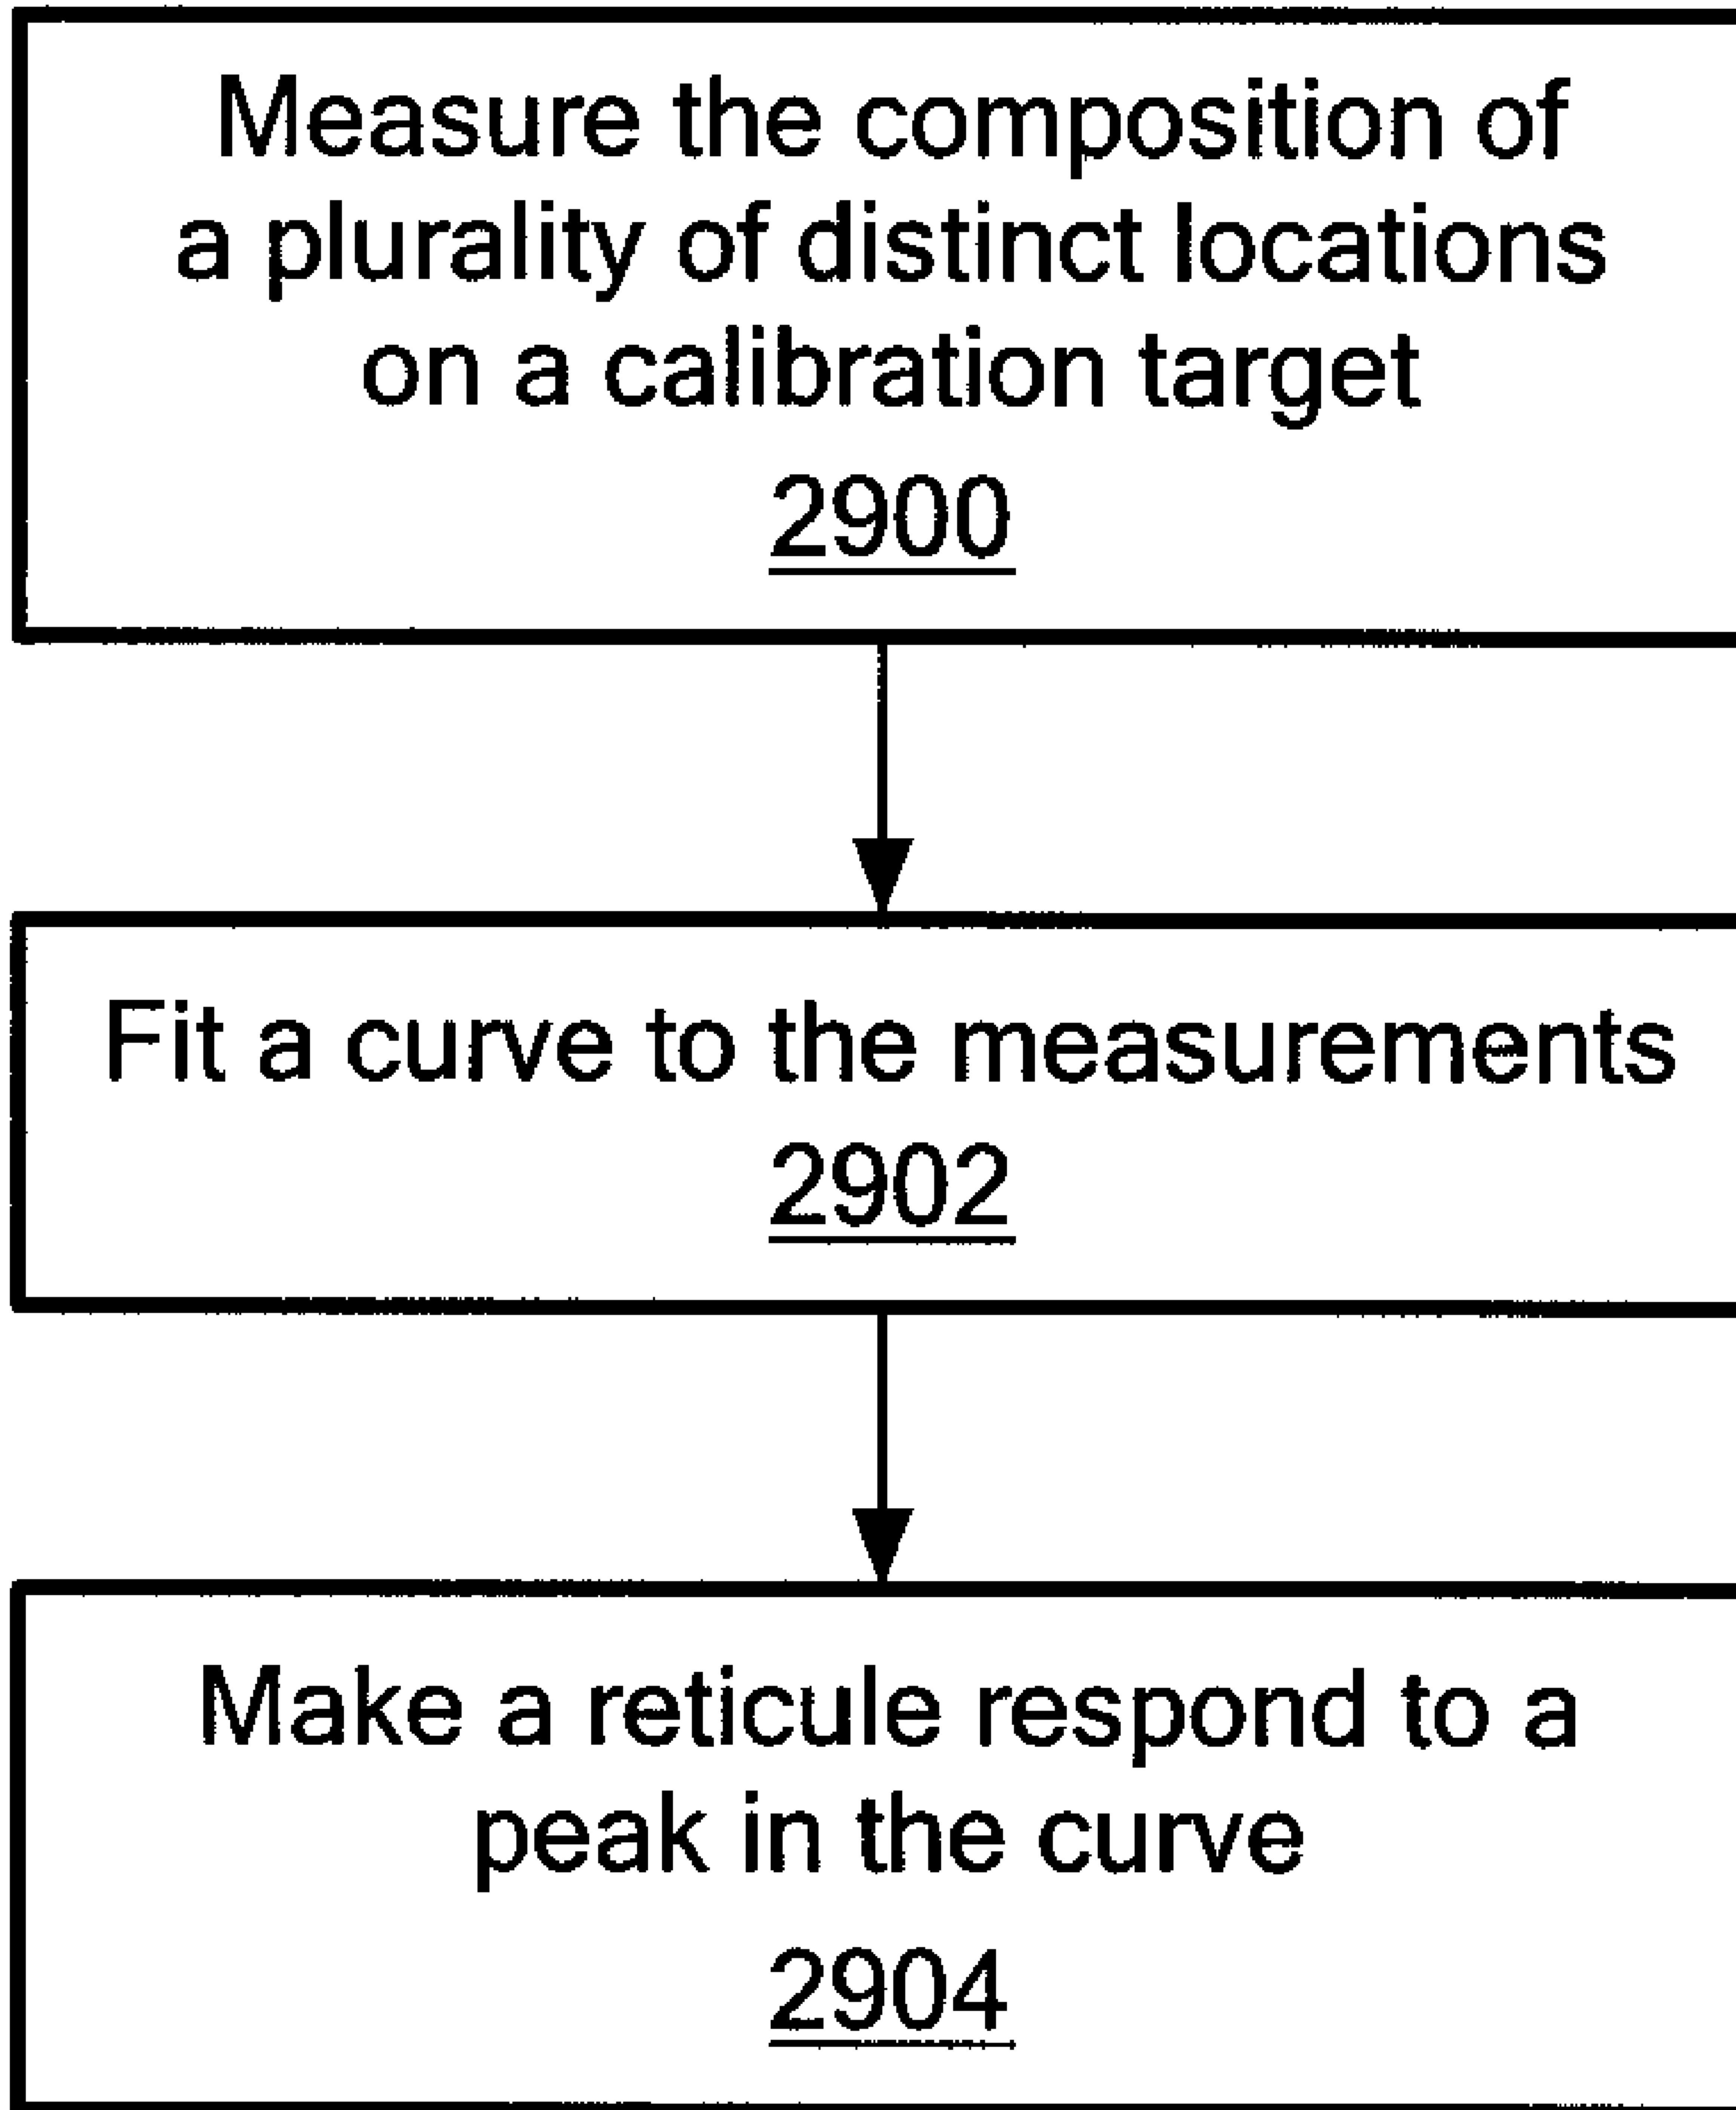 Measure the composition of
a plurality of distinct locations
on a calibration target
2900
Fit a curve to the measurements
2902
Make a reticule respond to a
peak in the curve
2904